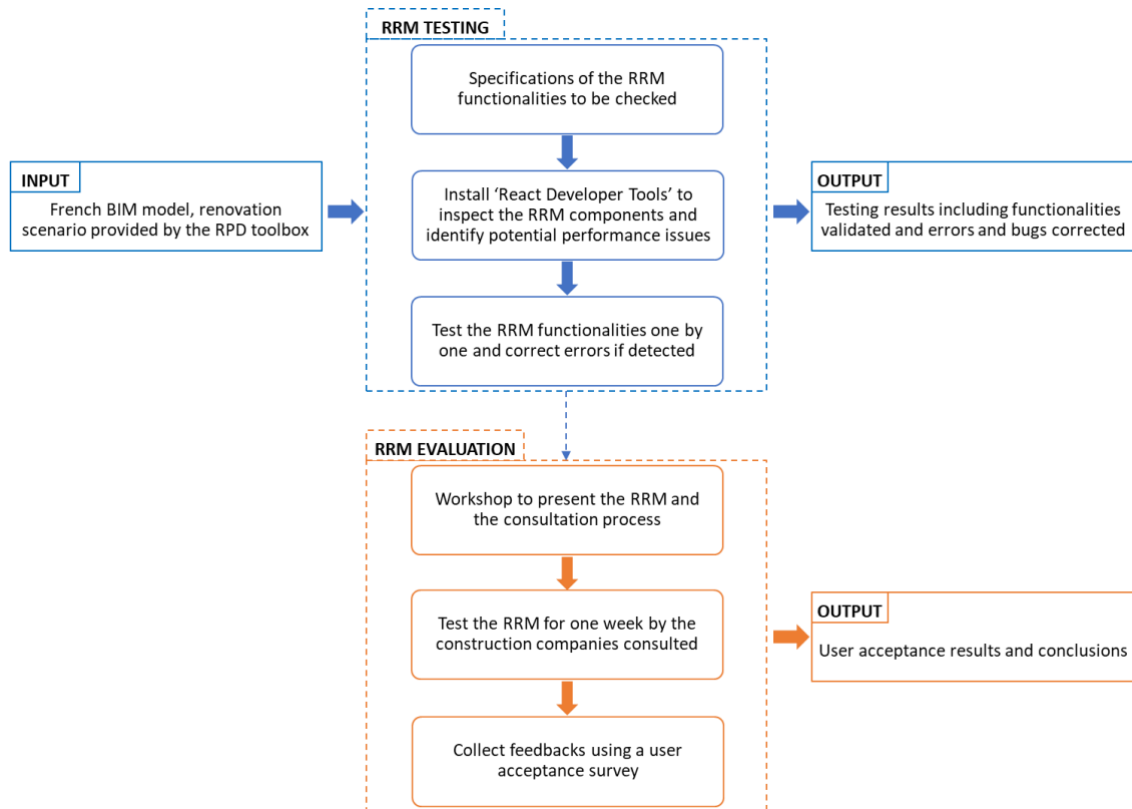 RRM TESTING
Specifications of the RRM
functionalities to be checked
INPUT
French BIM model, renovation
scenario provided by the RPD toolbox
Install ‘React Developer Tools’ to
inspect the RRM components and
identify potential performance issues
OUTPUT
Testing results including functionalities
validated and errors and bugs corrected
Test the RRM functionalities one by
one and correct errors if detected
RRM EVALUATION
Workshop to present the RRM and
the consultation process
Test the RRM for one week by the
construction companies consulted
OUTPUT
User acceptance results and conclusions
Collect feedbacks using a user
acceptance survey